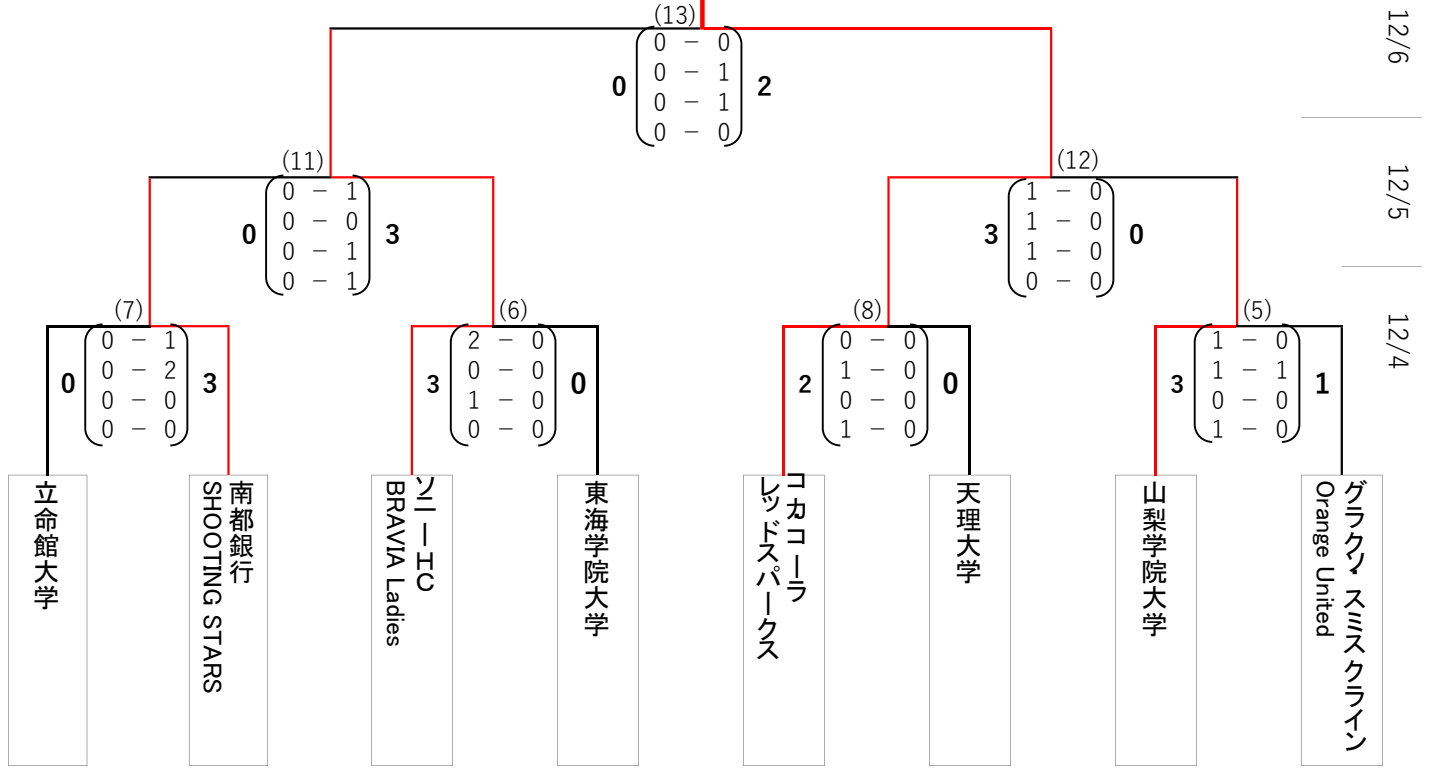 (13)
12/6
0 － 0
0 － 1
0 － 1
0 － 0
0
2
(11)
(12)
12/5
0 － 1
0 － 0
0 － 1
0 － 1
0
3
1 － 0
1 － 0
1 － 0
0 － 0
3
0
(7)
(6)
(8)
(5)
12/4
0 － 1
0 － 2
0 － 0
0 － 0
0
3
2 － 0
0 － 0
1 － 0
0 － 0
3
0
0 － 0
1 － 0
0 － 0
1 － 0
2
0
1 － 0
1 － 1
0 － 0
1 － 0
3
1
立命館大学
南都銀行
SHOOTING STARS
ソニーHC
BRAVIA Ladies
東海学院大学
コカ・コーラ
レッドスパークス
天理大学
山梨学院大学
グラクソ・スミスクライン
Orange United